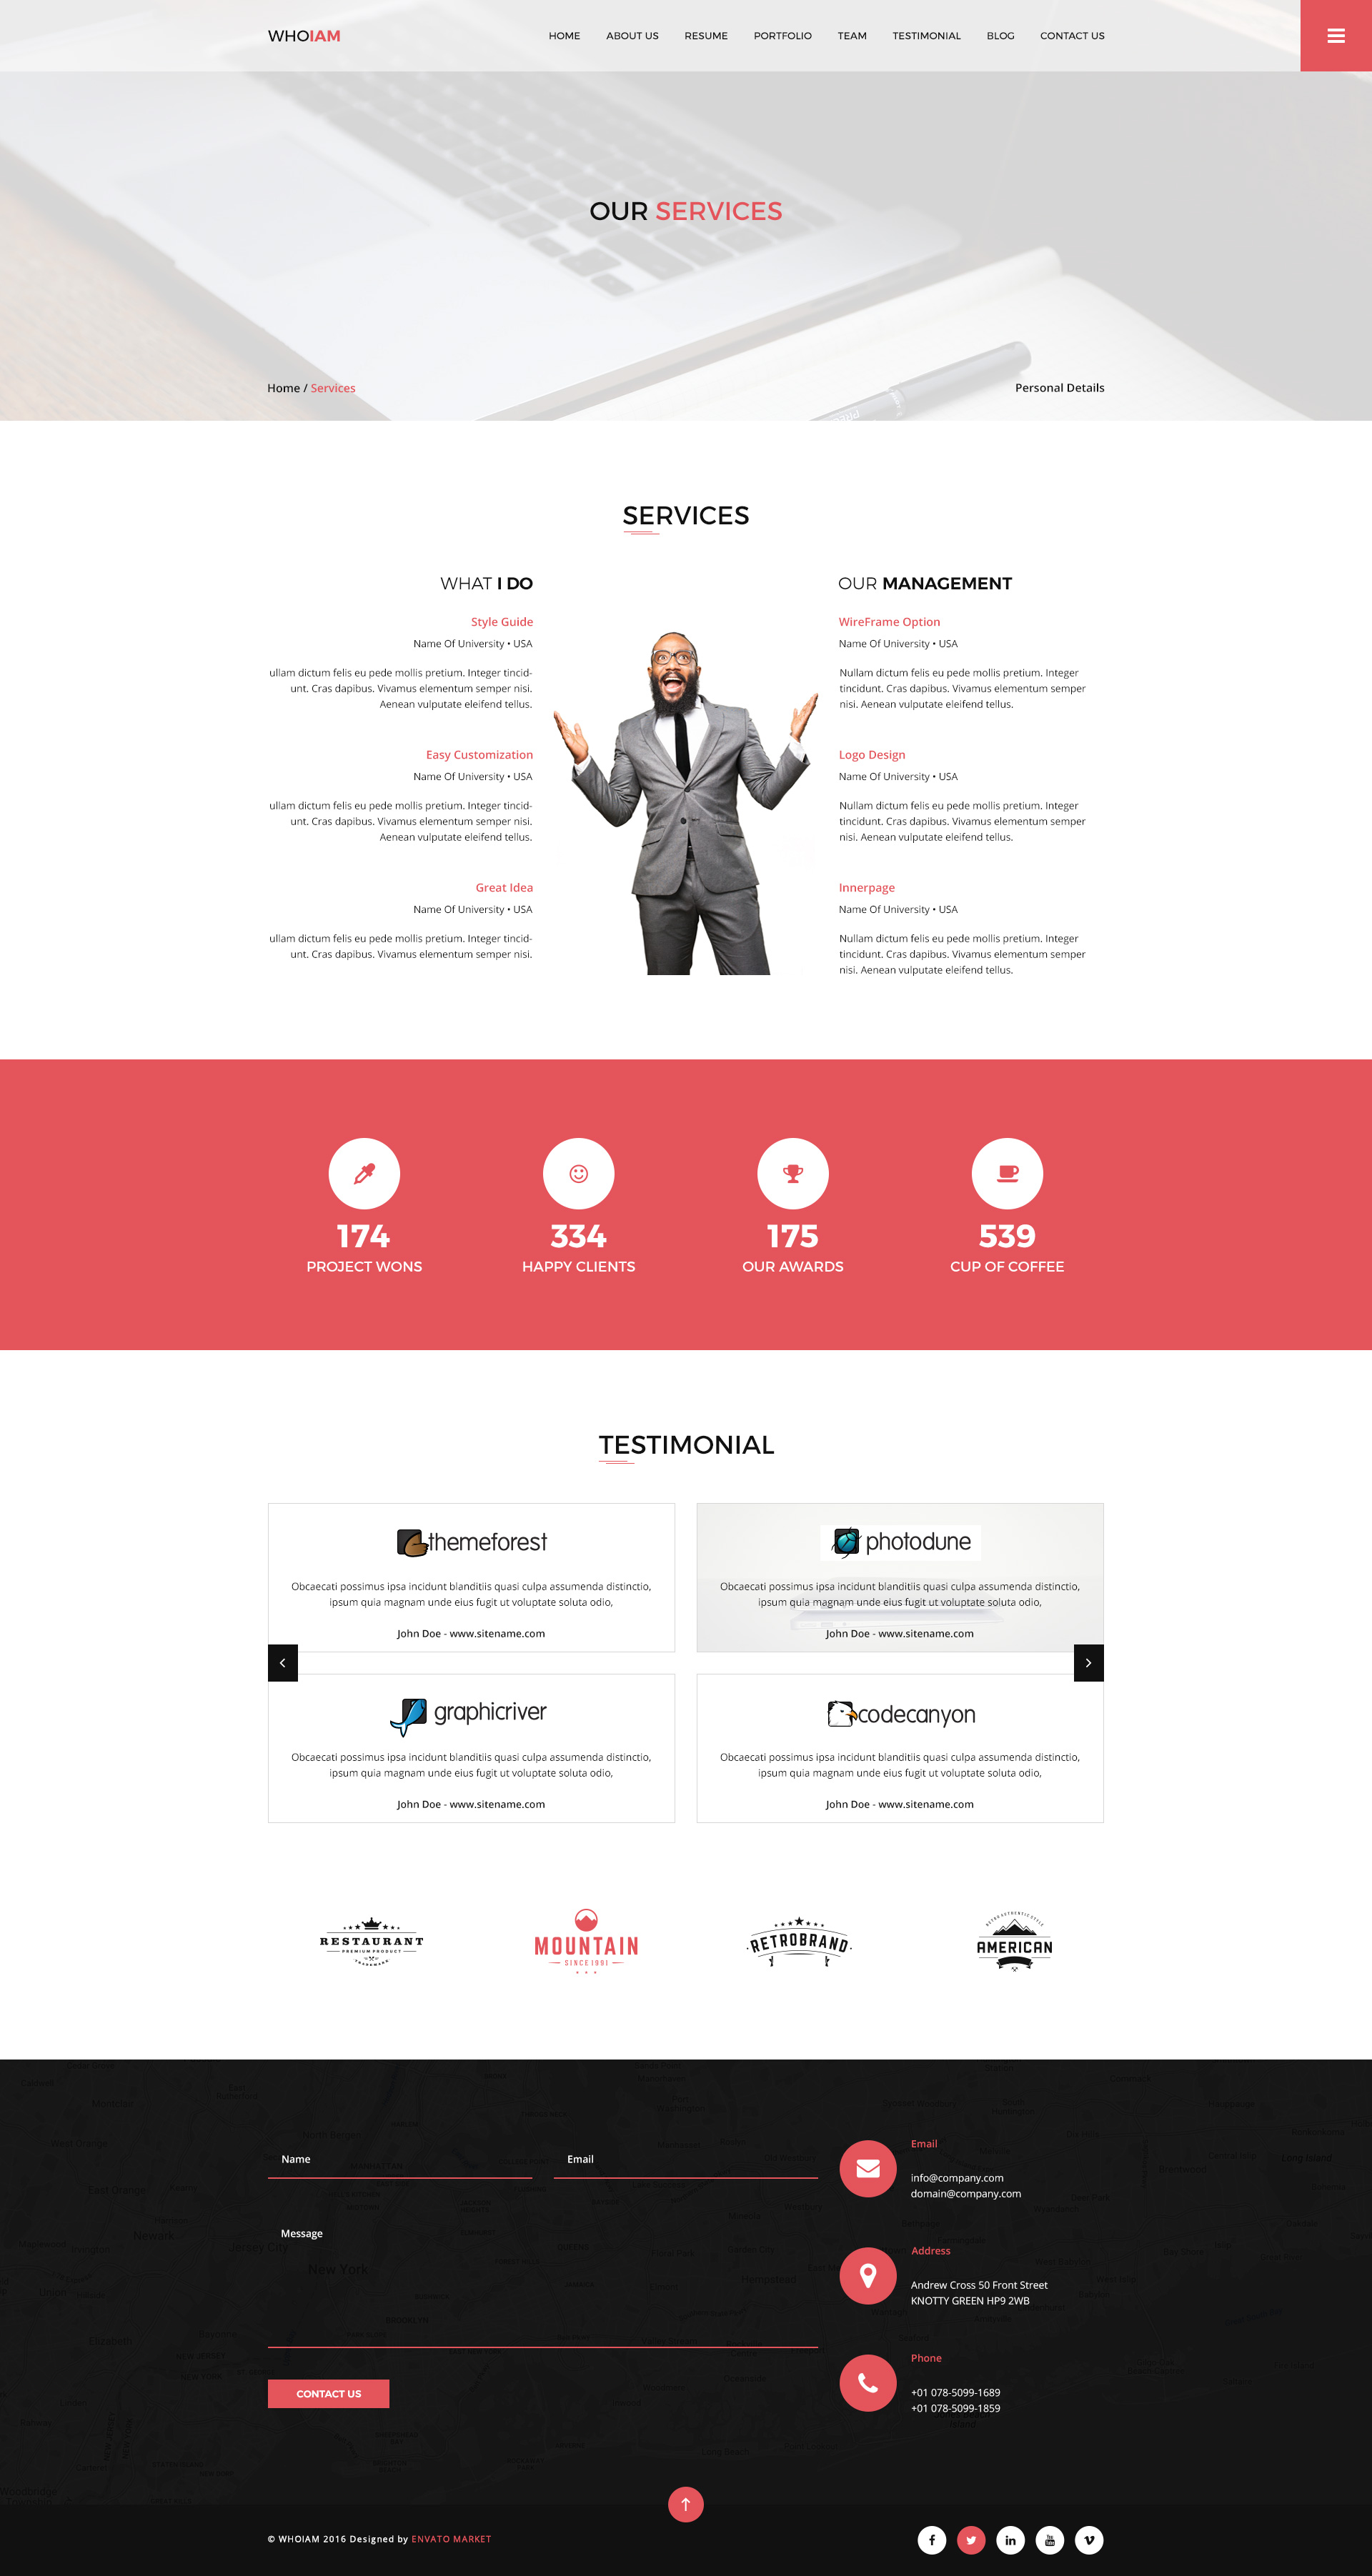 WHOIAM
HOME ABOUT US RESUME PORTFOLIO TEAM TESTIMONIAL BLOG CONTACT US
OUR SERVICES
Home / Services
Personal Details
SERVICES
WHAT I DO
Style Guide
Name Of University • USA
ullam dictum felis eu pede mollis pretium. Integer tincid-
unt. Cras dapibus. Vivamus elementum semper nisi.
Aenean vulputate eleifend tellus.
Easy Customization
Name Of University • USA
ullam dictum felis eu pede mollis pretium. Integer tincid-
unt. Cras dapibus. Vivamus elementum semper nisi.
Aenean vulputate eleifend tellus.
Great Idea
Name Of University • USA
ullam dictum felis eu pede mollis pretium. Integer tincid-
unt. Cras dapibus. Vivamus elementum semper nisi.
OUR MANAGEMENT
WireFrame Option
Name Of University • USA
Nullam dictum felis eu pede mollis pretium. Integer
tincidunt. Cras dapibus. Vivamus elementum semper
nisi. Aenean vulputate eleifend tellus.
Logo Design
Name Of University • USA
Nullam dictum felis eu pede mollis pretium. Integer
tincidunt. Cras dapibus. Vivamus elementum semper
nisi. Aenean vulputate eleifend tellus.
Innerpage
Name Of University • USA
Nullam dictum felis eu pede mollis pretium. Integer
tincidunt. Cras dapibus. Vivamus elementum semper
nisi. Aenean vulputate eleifend tellus.
174
PROJECT WONS
334
HAPPY CLIENTS
175
OUR AWARDS
539
CUP OF COFFEE
TESTIMONIAL
themeforest
Obcaecati possimus ipsa incidunt blanditiis quasi culpa assumenda distinctio,
ipsum quia magnam unde eius fugit ut voluptate soluta odio,
John Doe - www.sitename.com
photodune
Obcaecati possimus ipsa incidunt blanditiis quasi culpa assumenda distinctio,
ipsum quia magnam unde eius fugit ut voluptate soluta odio,
John Doe - www.sitename.com
graphicriver
Obcaecati possimus ipsa incidunt blanditiis quasi culpa assumenda distinctio,
ipsum quia magnam unde eius fugit ut voluptate soluta odio,
John Doe - www.sitename.com
codecanyon
Obcaecati possimus ipsa incidunt blanditiis quasi culpa assumenda distinctio,
ipsum quia magnam unde eius fugit ut voluptate soluta odio,
John Doe - www.sitename.com
RESTAURANT
PREMIUM PRODUCT
TRADEMARK
MOUNTAIN
SINCE 1991
RETROBRAND
RETRO AUTHENTIC STYLE
AMERICAN
Name
Email
Message
CONTACT US
Email
info@company.com
domain@company.com
Address
Andrew Cross 50 Front Street
KNOTTY GREEN HP9 2WB
Phone
+01 078-5099-1689
+01 078-5099-1859
New York
Jersey City
Newark
© WHOIAM 2016 Designed by ENVATO MARKET